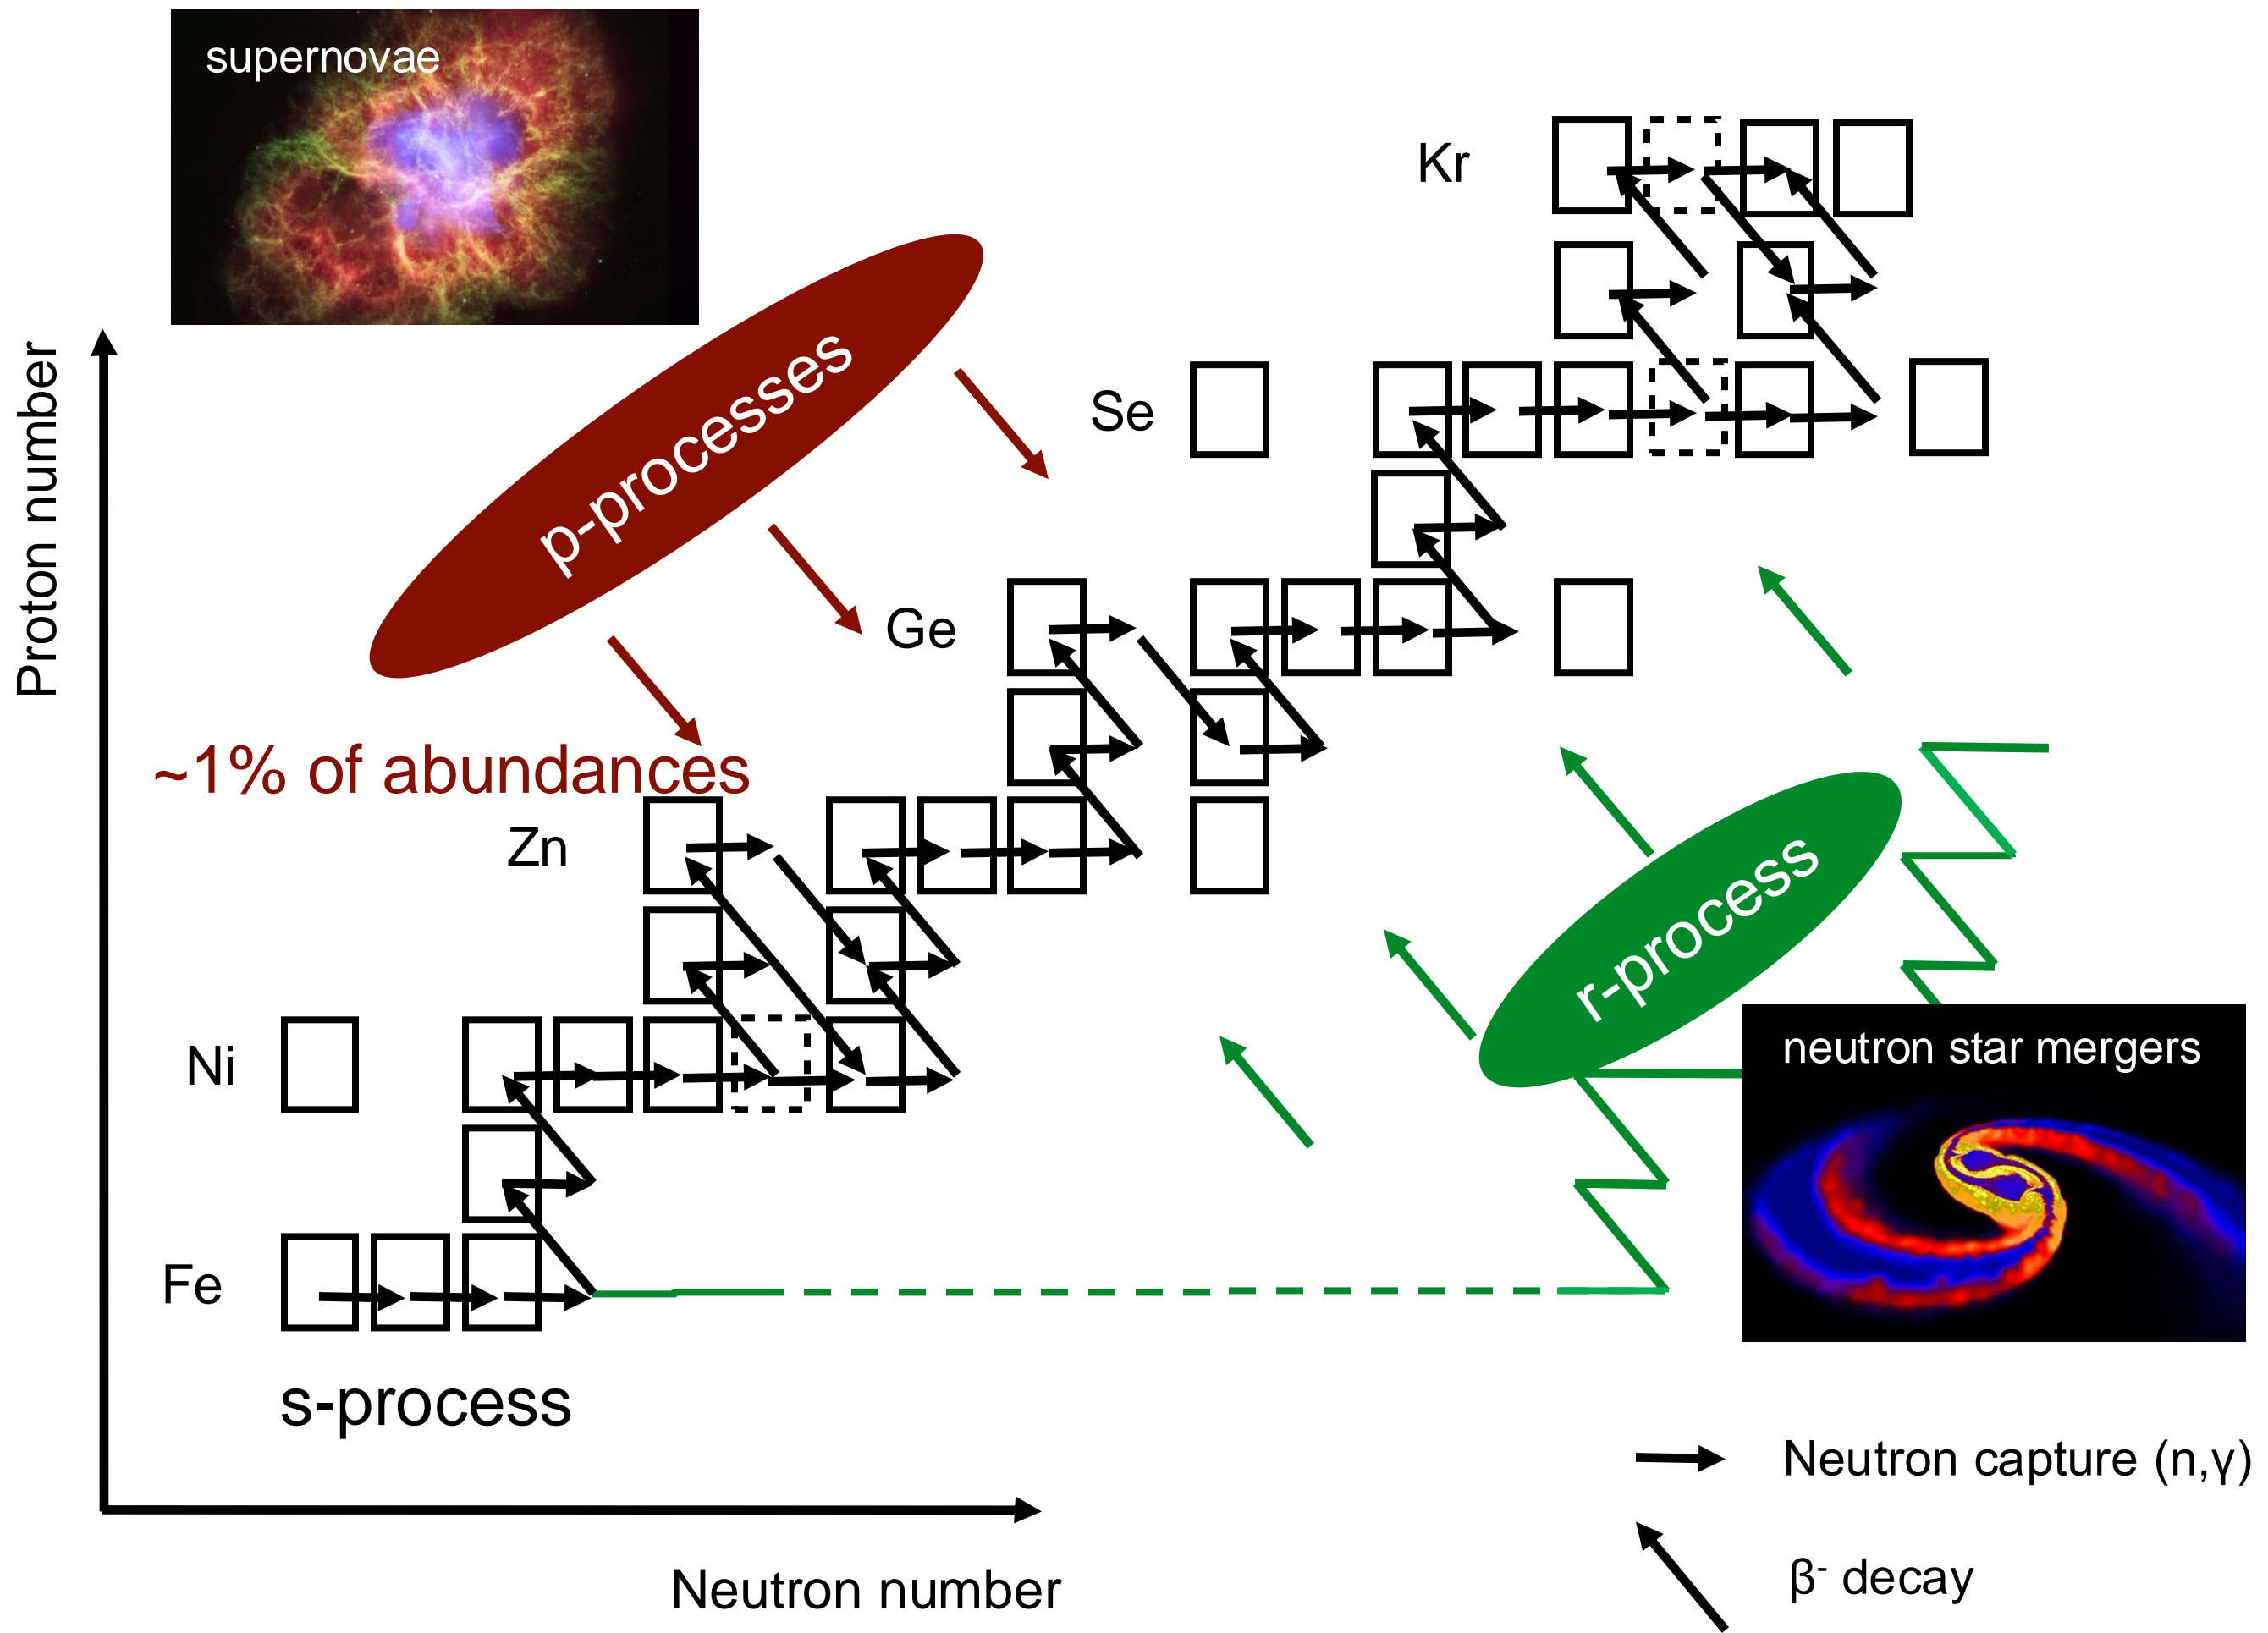 supernovae
Kr
Proton number
p-processes
Se
Ge
~1% of abundances
Zn
r-process
Ni
neutron star mergers
Fe
s-process
Neutron capture (n,γ)
β⁻ decay
Neutron number